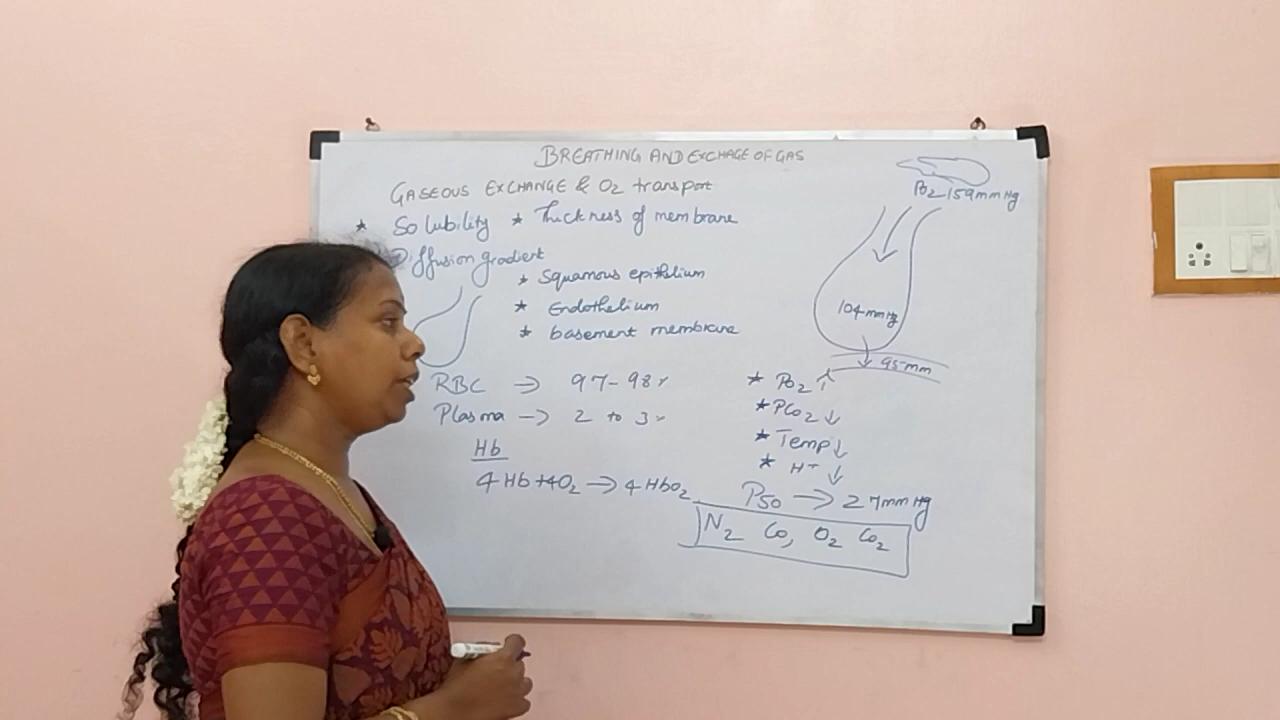 BREATHING AND EXCHAGE OF GAS
GASEOUS EXCHANGE & O2 transport
* Solubility * Thickness of membrane
Diffusion gradient
* Squamous epithelium
* Endothelium
* basement membrane
RBC → 97-98%
Plasma → 2 to 3%
Hb
4Hb+4O2 → 4HbO2
PO2 159mmHg
104mmHg
95mm
* PO2 ↑
* PCO2 ↓
* Temp ↓
* H+ ↓
P50 → 27mmHg
N2 CO, O2 CO2